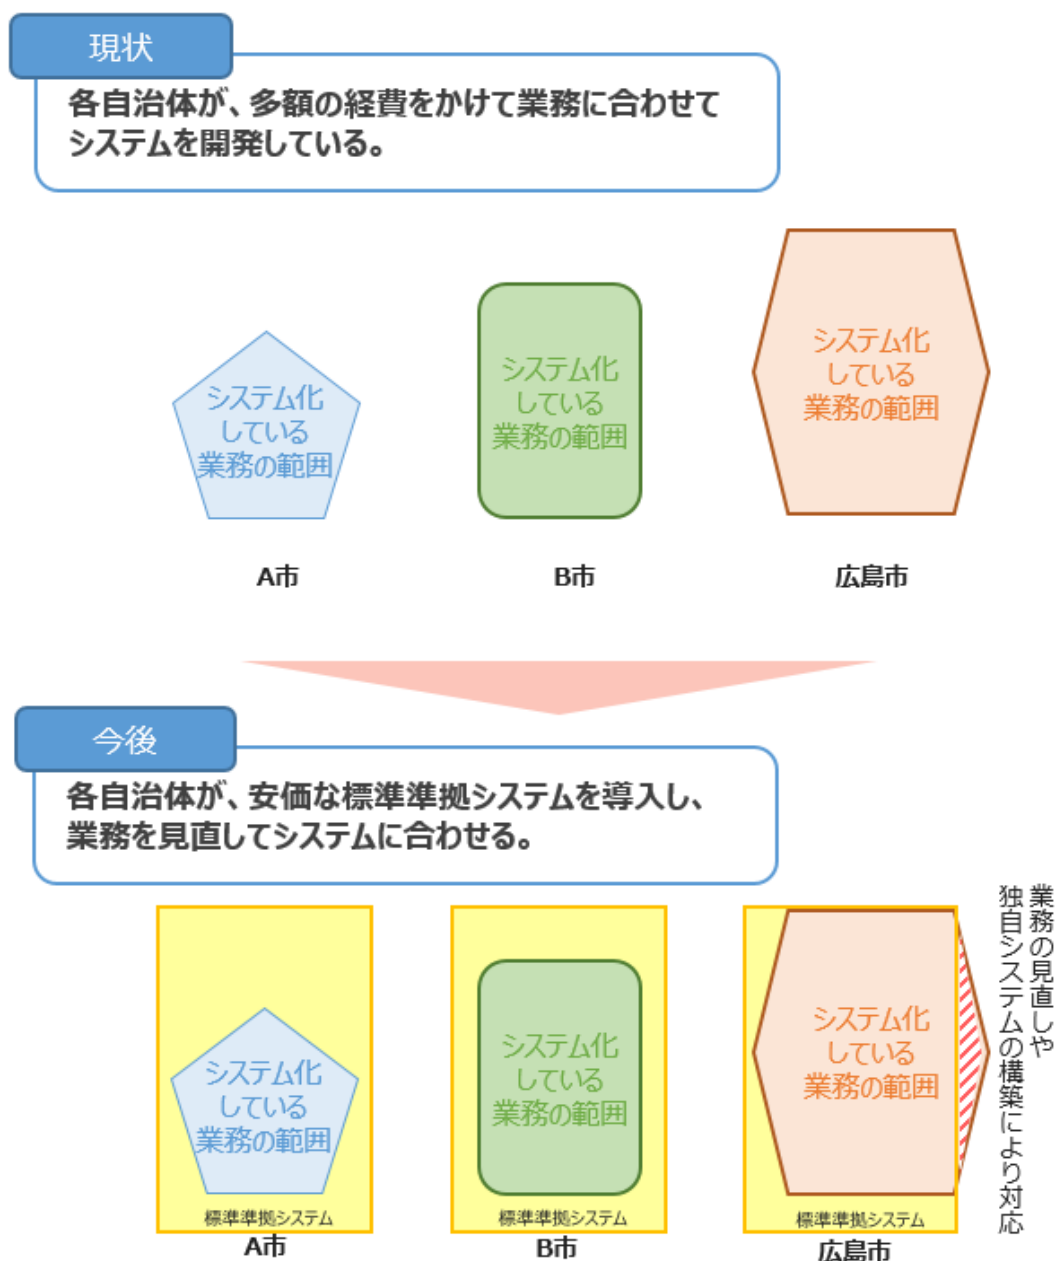 現状
各自治体が、多額の経費をかけて業務に合わせて
システムを開発している。
システム化
している
業務の範囲
システム化
している
業務の範囲
システム化
している
業務の範囲
A市
B市
広島市
今後
各自治体が、安価な標準準拠システムを導入し、
業務を見直してシステムに合わせる。
システム化
している
業務の範囲
標準準拠システム
A市
システム化
している
業務の範囲
標準準拠システム
B市
システム化
している
業務の範囲
標準準拠システム
広島市
業務の見直しや
独自システムの構築により対応